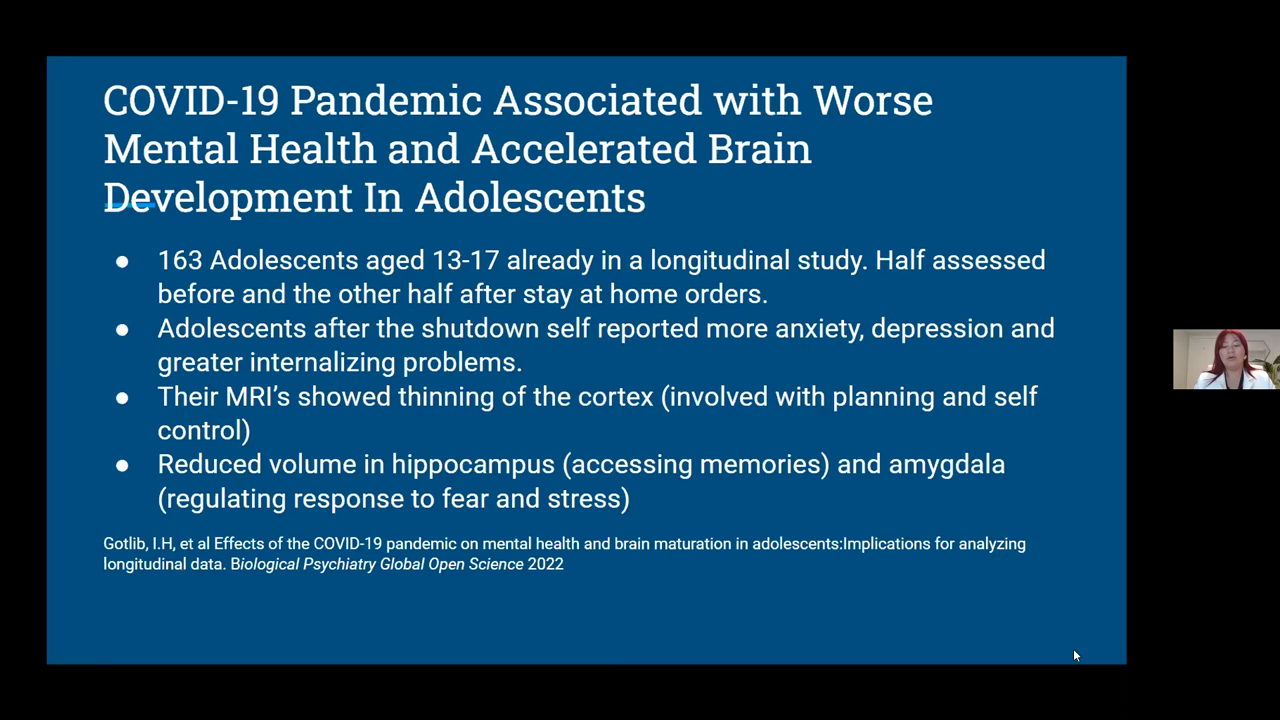 COVID-19 Pandemic Associated with Worse
Mental Health and Accelerated Brain
Development In Adolescents
● 163 Adolescents aged 13-17 already in a longitudinal study. Half assessed
before and the other half after stay at home orders.
● Adolescents after the shutdown self reported more anxiety, depression and
greater internalizing problems.
● Their MRI's showed thinning of the cortex (involved with planning and self
control)
● Reduced volume in hippocampus (accessing memories) and amygdala
(regulating response to fear and stress)
Gotlib, I.H, et al Effects of the COVID-19 pandemic on mental health and brain maturation in adolescents:Implications for analyzing
longitudinal data. Biological Psychiatry Global Open Science 2022